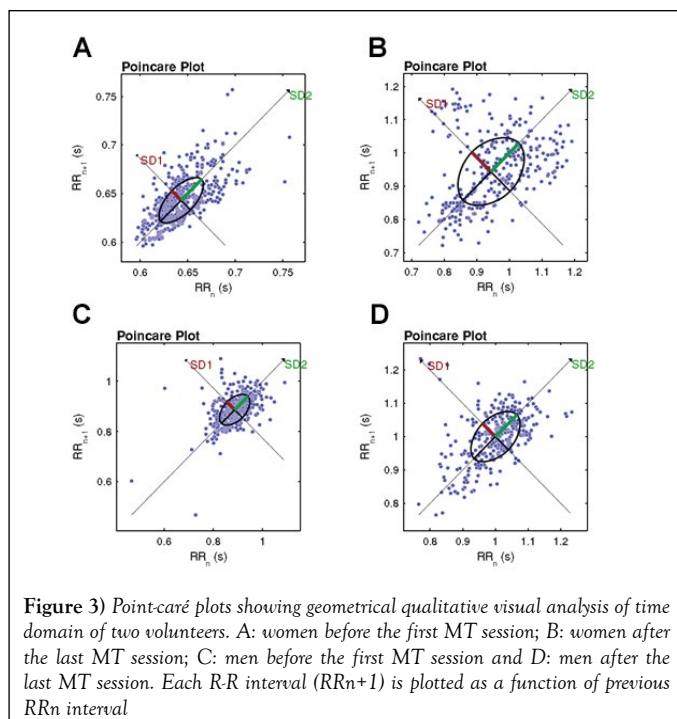 A
Poincare Plot
0.75
0.7
0.65
0.6
RRn+1 (s)
SD1
SD2
0.6 0.65 0.7 0.75
RRn (s)
B
Poincare Plot
1.2
1.1
1
0.9
0.8
0.7
RRn+1 (s)
SD1
SD2
0.7 0.8 0.9 1 1.1 1.2
RRn (s)
C
Poincare Plot
1
0.9
0.8
0.6
RRn+1 (s)
SD1
SD2
0.6 0.8 1
RRn (s)
D
Poincare Plot
1.2
1.1
1
0.9
0.8
RRn+1 (s)
SD1
SD2
0.8 0.9 1 1.1 1.2
RRn (s)
Figure 3) Point-caré plots showing geometrical qualitative visual analysis of time
domain of two volunteers. A: women before the first MT session; B: women after
the last MT session; C: men before the first MT session and D: men after the
last MT session. Each R-R interval (RRn+1) is plotted as a function of previous
RRn interval